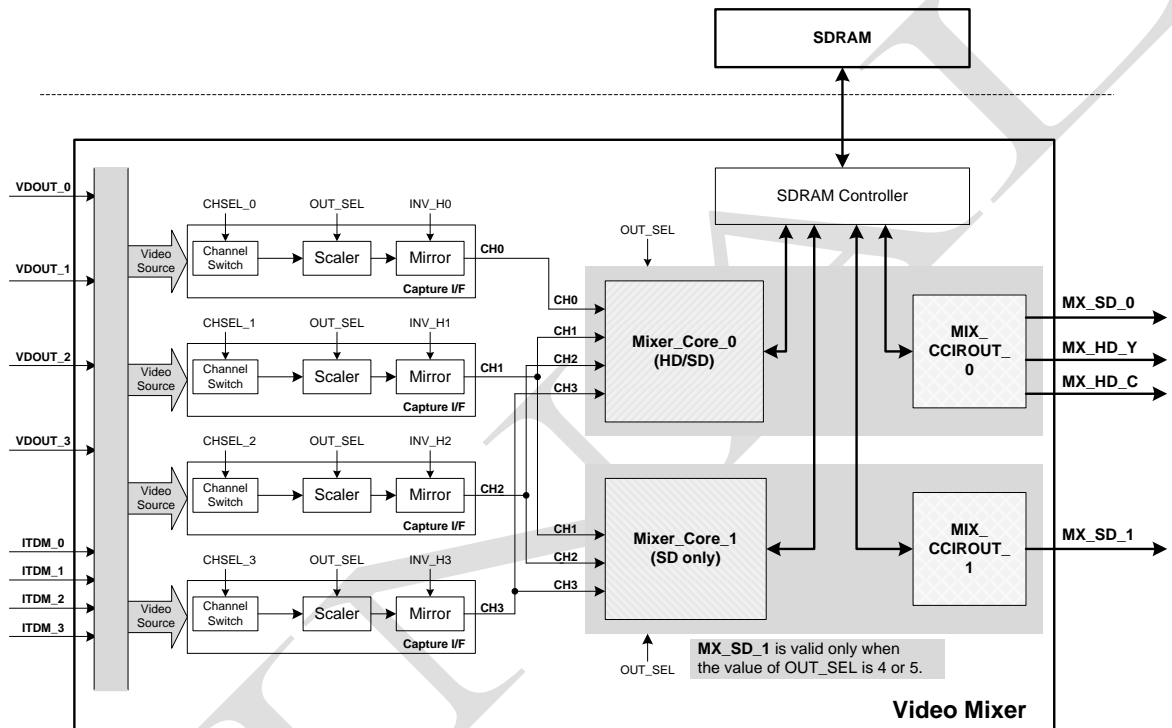 SDRAM
SDRAM Controller
VDOUT_0
VDOUT_1
VDOUT_2
VDOUT_3
ITDM_0
ITDM_1
ITDM_2
ITDM_3
CHSEL_0
OUT_SEL
INV_H0
Video
Source
Channel
Switch
Scaler
Mirror
CH0
Capture I/F
CHSEL_1
OUT_SEL
INV_H1
Video
Source
Channel
Switch
Scaler
Mirror
CH1
Capture I/F
CHSEL_2
OUT_SEL
INV_H2
Video
Source
Channel
Switch
Scaler
Mirror
CH2
Capture I/F
CHSEL_3
OUT_SEL
INV_H3
Video
Source
Channel
Switch
Scaler
Mirror
CH3
Capture I/F
OUT_SEL
CH0
CH1
CH2
CH3
Mixer_Core_0
(HD/SD)
MIX_
CCIROUT_
0
MX_SD_0
MX_HD_Y
MX_HD_C
CH1
CH2
CH3
Mixer_Core_1
(SD only)
MIX_
CCIROUT_
1
MX_SD_1
OUT_SEL
MX_SD_1 is valid only when
the value of OUT_SEL is 4 or 5.
Video Mixer